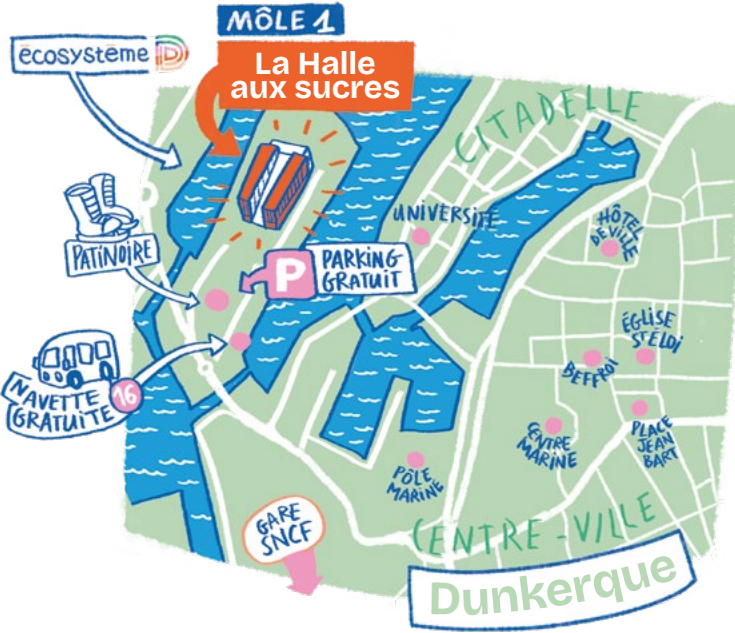 MÔLE 1
écosystème D
La Halle
aux sucres
CITADELLE
UNIVERSITÉ
HÔTEL
DE VILLE
PATINOIRE
P
PARKING
GRATUIT
ÉGLISE
ST ÉLOI
BEFFROI
NAVETTE
GRATUITE
16
PLACE
JEAN
BART
CENTRE
MARINE
PÔLE
MARINE
GARE
SNCF
CENTRE-VILLE
Dunkerque